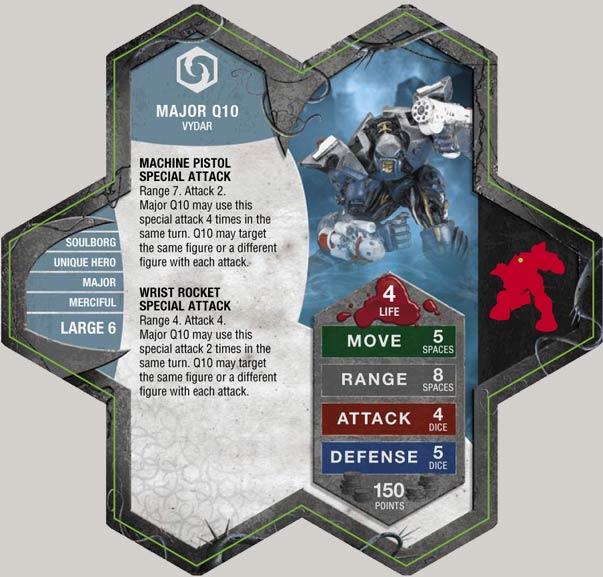 MAJOR Q10
VYDAR
MACHINE PISTOL
SPECIAL ATTACK
Range 7. Attack 2.
Major Q10 may use this
special attack 4 times in the
same turn. Q10 may target
the same figure or a different
figure with each attack.
WRIST ROCKET
SPECIAL ATTACK
Range 4. Attack 4.
Major Q10 may use this
special attack 2 times in the
same turn. Q10 may target
the same figure or a different
figure with each attack.
SOULBORG
UNIQUE HERO
MAJOR
MERCIFUL
LARGE 6
4
LIFE
MOVE 5
SPACES
RANGE 8
SPACES
ATTACK 4
DICE
DEFENSE 5
DICE
150
POINTS